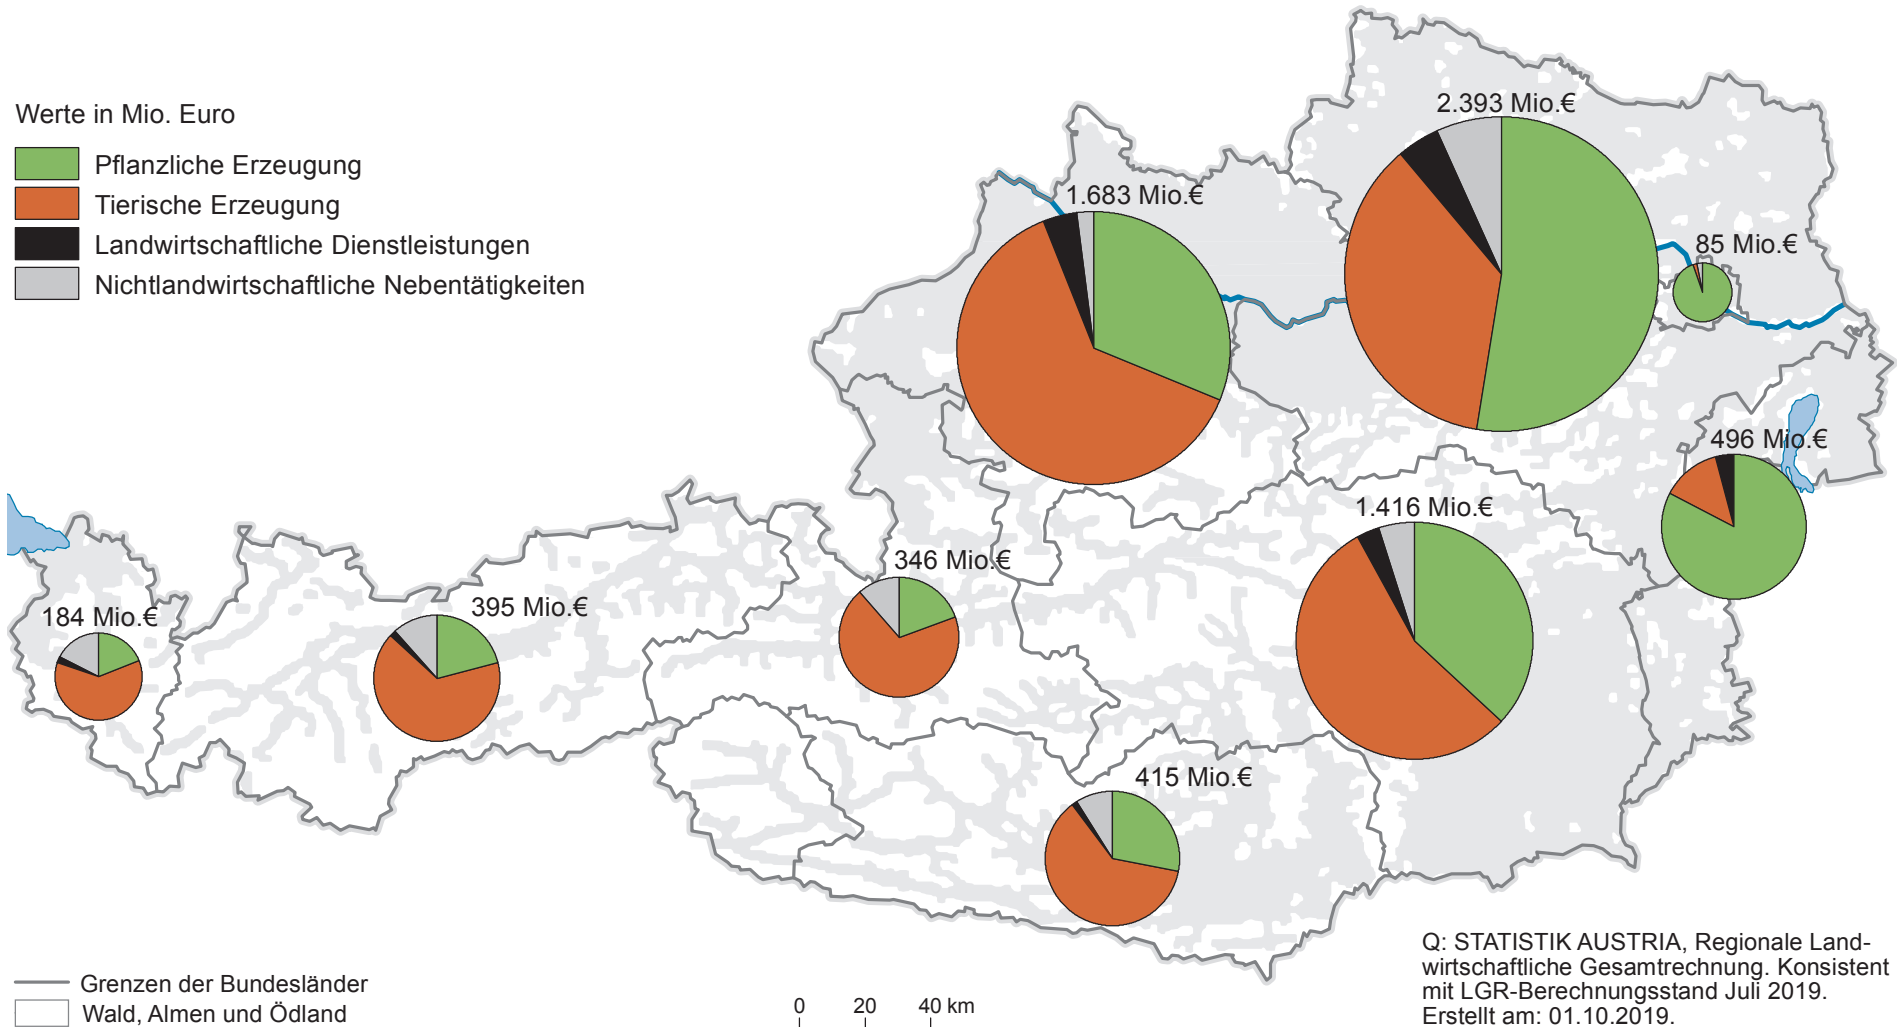 Werte in Mio. Euro
Pflanzliche Erzeugung
Tierische Erzeugung
Landwirtschaftliche Dienstleistungen
Nichtlandwirtschaftliche Nebentätigkeiten
2.393 Mio.€
1.683 Mio.€
85 Mio.€
496 Mio.€
1.416 Mio.€
346 Mio.€
395 Mio.€
184 Mio.€
415 Mio.€
Grenzen der Bundesländer
Wald, Almen und Ödland
0 20 40 km
Q: STATISTIK AUSTRIA, Regionale Land-
wirtschaftliche Gesamtrechnung. Konsistent
mit LGR-Berechnungsstand Juli 2019.
Erstellt am: 01.10.2019.